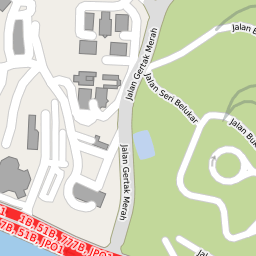 Jalan B
Jalan Gertak Merah
Jalan Seri Belukar
Jalan Buk
Jalan Gertak Merah
1 1B, 51B, 777B, JPO1
7B, 51B, JPO1